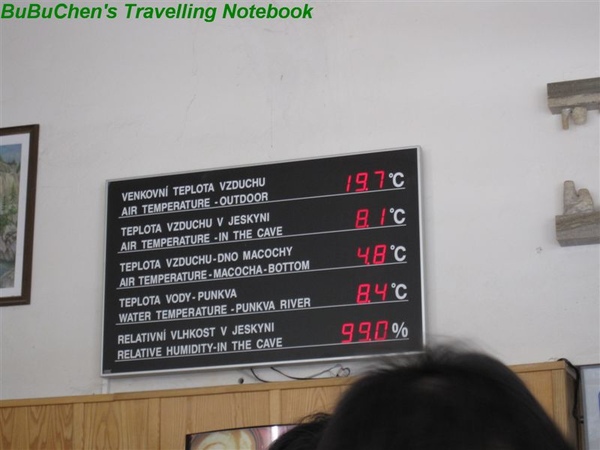 BuBuChen's Travelling Notebook
VENKOVNÍ TEPLOTA VZDUCHU
AIR TEMPERATURE - OUTDOOR 19.7 °C
TEPLOTA VZDUCHU V JESKYNI
AIR TEMPERATURE - IN THE CAVE 8.1 °C
TEPLOTA VZDUCHU - DNO MACOCHY
AIR TEMPERATURE - MACOCHA - BOTTOM 4.8 °C
TEPLOTA VODY - PUNKVA
WATER TEMPERATURE - PUNKVA RIVER 8.4 °C
RELATIVNÍ VLHKOST V JESKYNI
RELATIVE HUMIDITY - IN THE CAVE 99.0 %